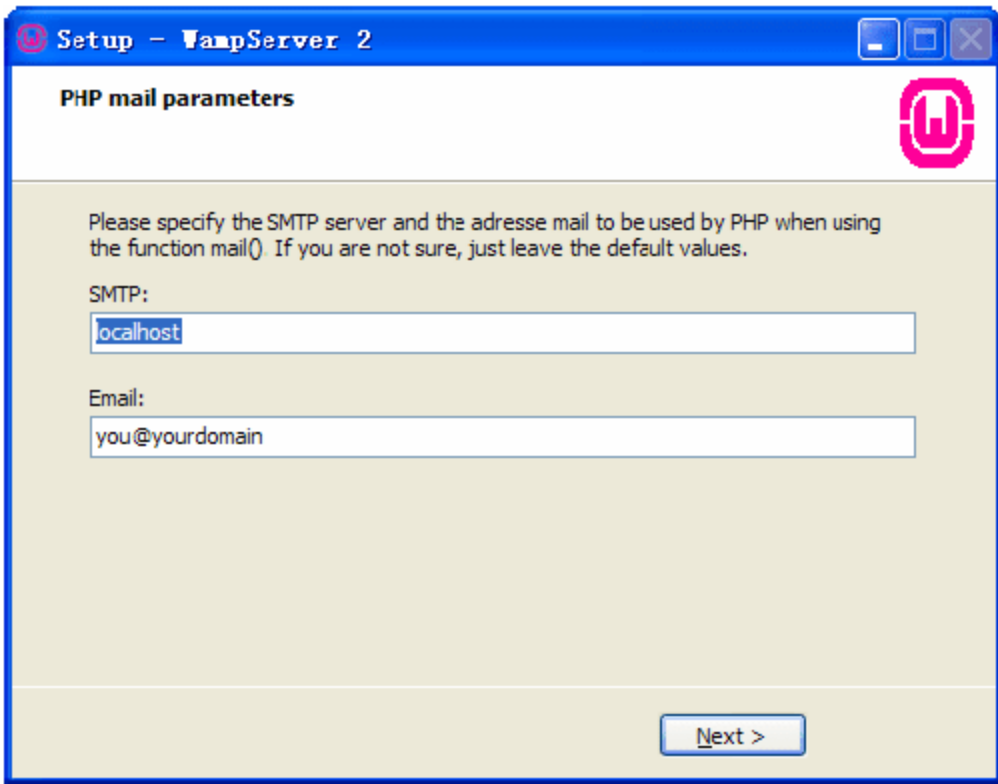 Setup - WampServer 2
PHP mail parameters
Please specify the SMTP server and the adresse mail to be used by PHP when using
the function mail(). If you are not sure, just leave the default values.
SMTP:
localhost
Email:
you@yourdomain
Next >